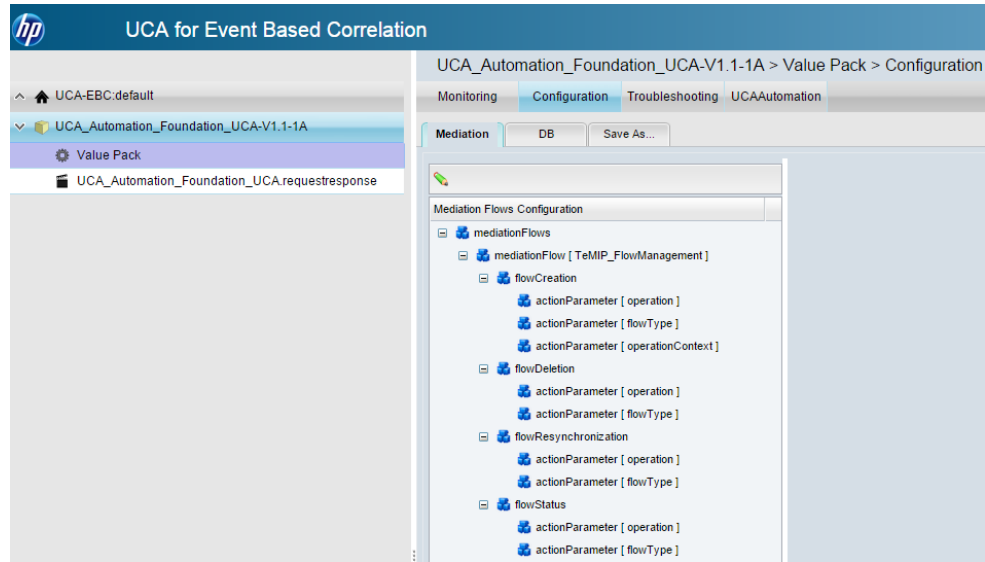 hp
UCA for Event Based Correlation
UCA-EBC:default
UCA_Automation_Foundation_UCA-V1.1-1A
Value Pack
UCA_Automation_Foundation_UCA.requestresponse
UCA_Automation_Foundation_UCA-V1.1-1A > Value Pack > Configuration
Monitoring Configuration Troubleshooting UCAAutomation
Mediation DB Save As...
Mediation Flows Configuration
mediationFlows
mediationFlow [ TeMIP_FlowManagement ]
flowCreation
actionParameter [ operation ]
actionParameter [ flowType ]
actionParameter [ operationContext ]
flowDeletion
actionParameter [ operation ]
actionParameter [ flowType ]
flowResynchronization
actionParameter [ operation ]
actionParameter [ flowType ]
flowStatus
actionParameter [ operation ]
actionParameter [ flowType ]